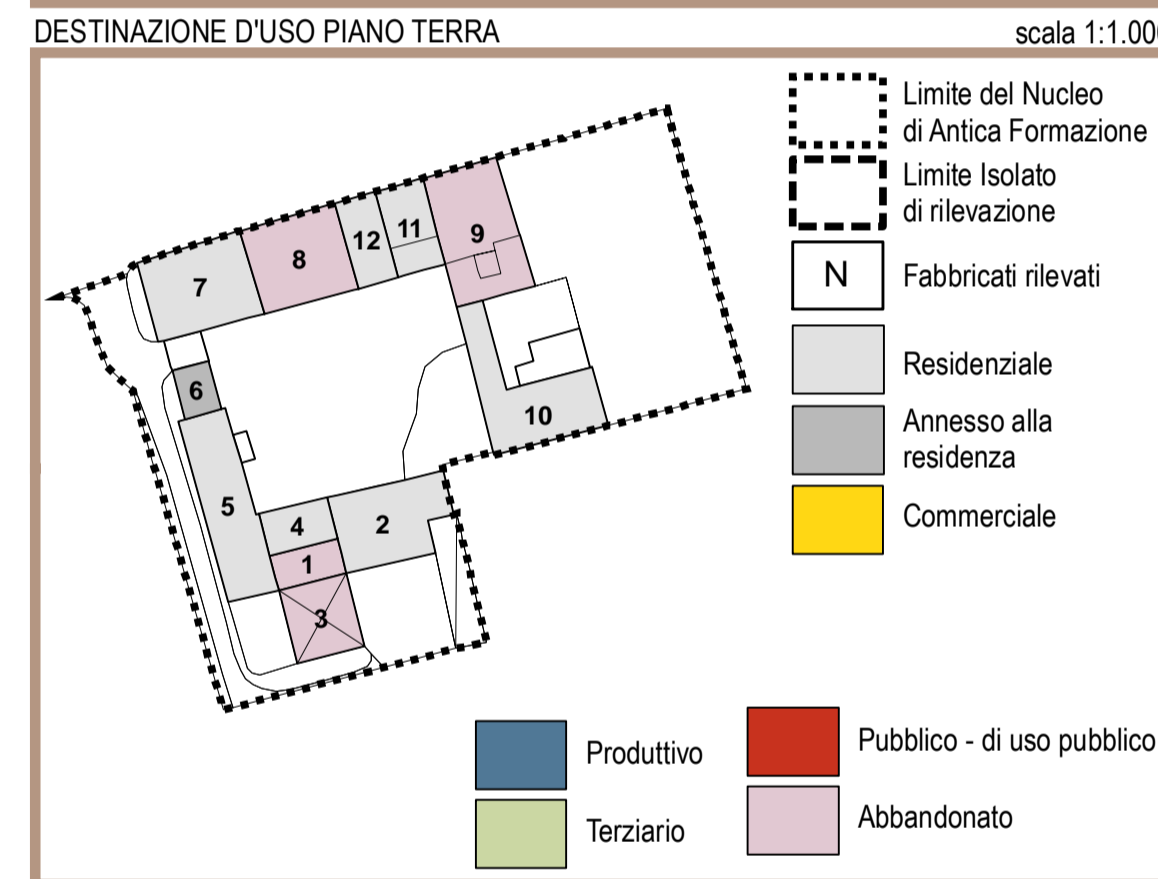 DESTINAZIONE D'USO PIANO TERRA
scala 1:1.000
Limite del Nucleo
di Antica Formazione
Limite Isolato
di rilevazione
N
Fabbricati rilevati
Residenziale
Annesso alla
residenza
Commerciale
7
8
12
11
9
6
10
5
4
2
1
3
Produttivo
Terziario
Pubblico - di uso pubblico
Abbandonato